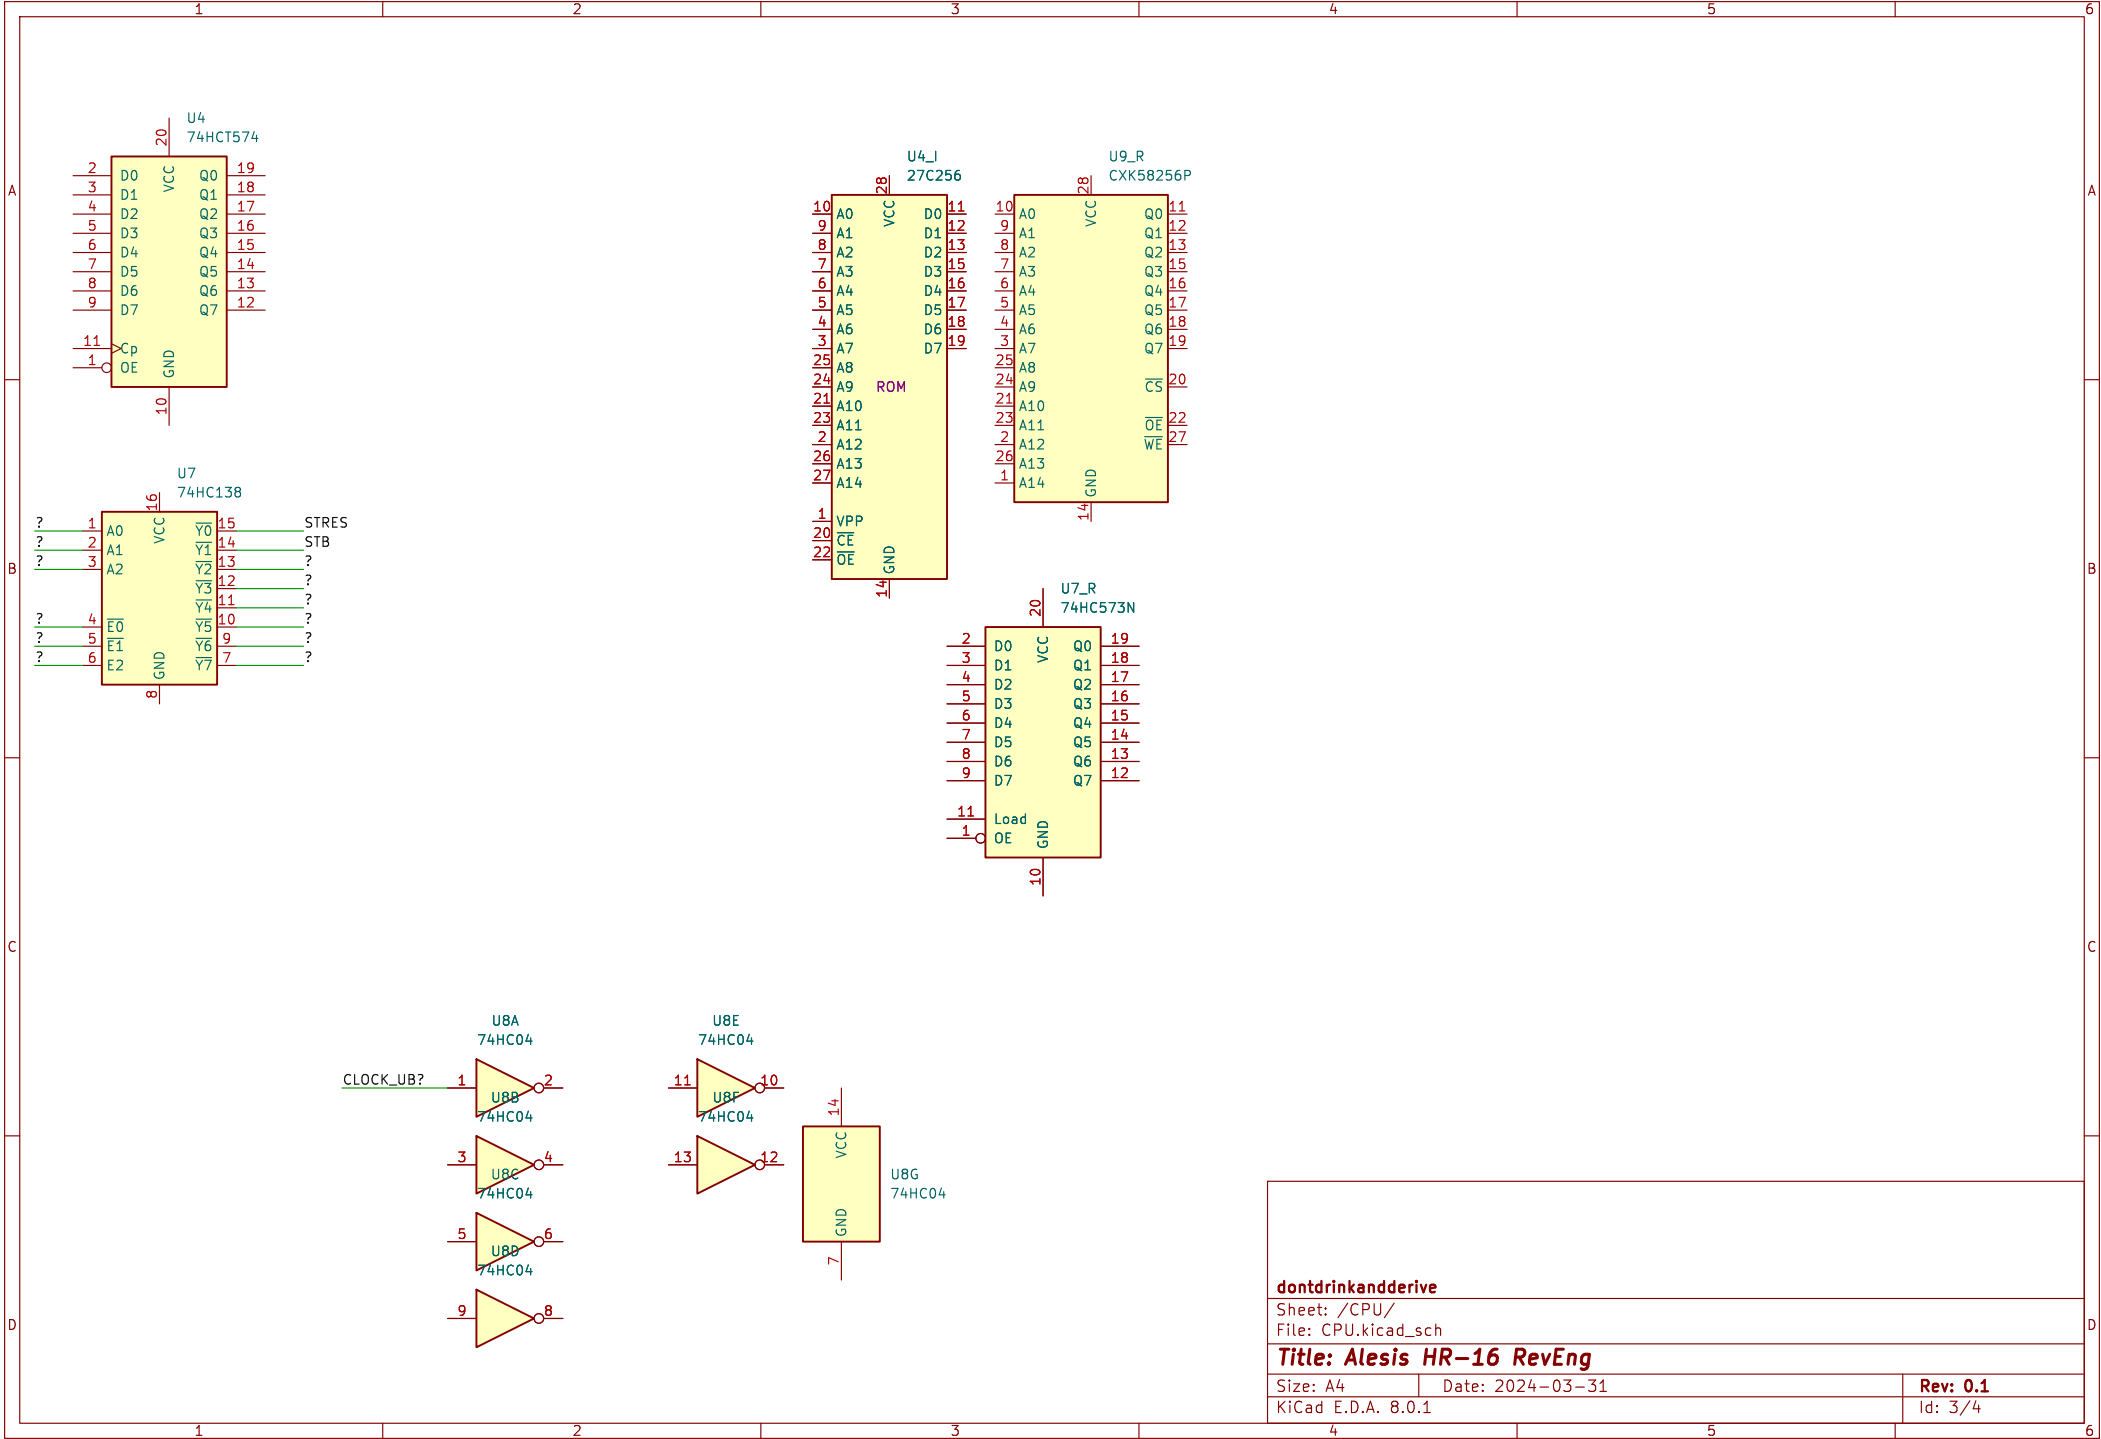 1 2 3 4 5 6
A
B
C
D
A
B
C
D
1 2 3 4 5 6
U4
74HCT574
20
VCC
2 D0 Q0 19
3 D1 Q1 18
4 D2 Q2 17
5 D3 Q3 16
6 D4 Q4 15
7 D5 Q5 14
8 D6 Q6 13
9 D7 Q7 12
11 Cp
1 OE
GND
10
U7
74HC138
16
VCC
? 1 A0 Y0 15 STRES
? 2 A1 Y1 14 STB
? 3 A2 Y2 13 ?
Y3 12 ?
Y4 11 ?
? 4 E0 Y5 10 ?
? 5 E1 Y6 9 ?
? 6 E2 Y7 7 ?
GND
8
U4_I
27C256
28
VCC
10 A0 D0 11
9 A1 D1 12
8 A2 D2 13
7 A3 D3 15
6 A4 D4 16
5 A5 D5 17
4 A6 D6 18
3 A7 D7 19
25 A8
24 A9
ROM
21 A10
23 A11
2 A12
26 A13
27 A14
1 VPP
20 CE
22 OE
GND
14
U9_R
CXK58256P
28
VCC
10 A0 Q0 11
9 A1 Q1 12
8 A2 Q2 13
7 A3 Q3 15
6 A4 Q4 16
5 A5 Q5 17
4 A6 Q6 18
3 A7 Q7 19
25 A8
24 A9 CS 20
21 A10
23 A11 OE 22
2 A12 WE 27
26 A13
1 A14
GND
14
U7_R
74HC573N
20
VCC
2 D0 Q0 19
3 D1 Q1 18
4 D2 Q2 17
5 D3 Q3 16
6 D4 Q4 15
7 D5 Q5 14
8 D6 Q6 13
9 D7 Q7 12
11 Load
1 OE
GND
10
U8A
74HC04
CLOCK_UB? 1 2
U8B
74HC04
3 4
U8C
74HC04
5 6
U8D
74HC04
9 8
U8E
74HC04
11 10
U8F
74HC04
13 12
14
VCC
U8G
74HC04
GND
7
dontdrinkandderive
Sheet: /CPU/
File: CPU.kicad_sch
Title: Alesis HR-16 RevEng
Size: A4 Date: 2024-03-31 Rev: 0.1
KiCad E.D.A. 8.0.1 Id: 3/4